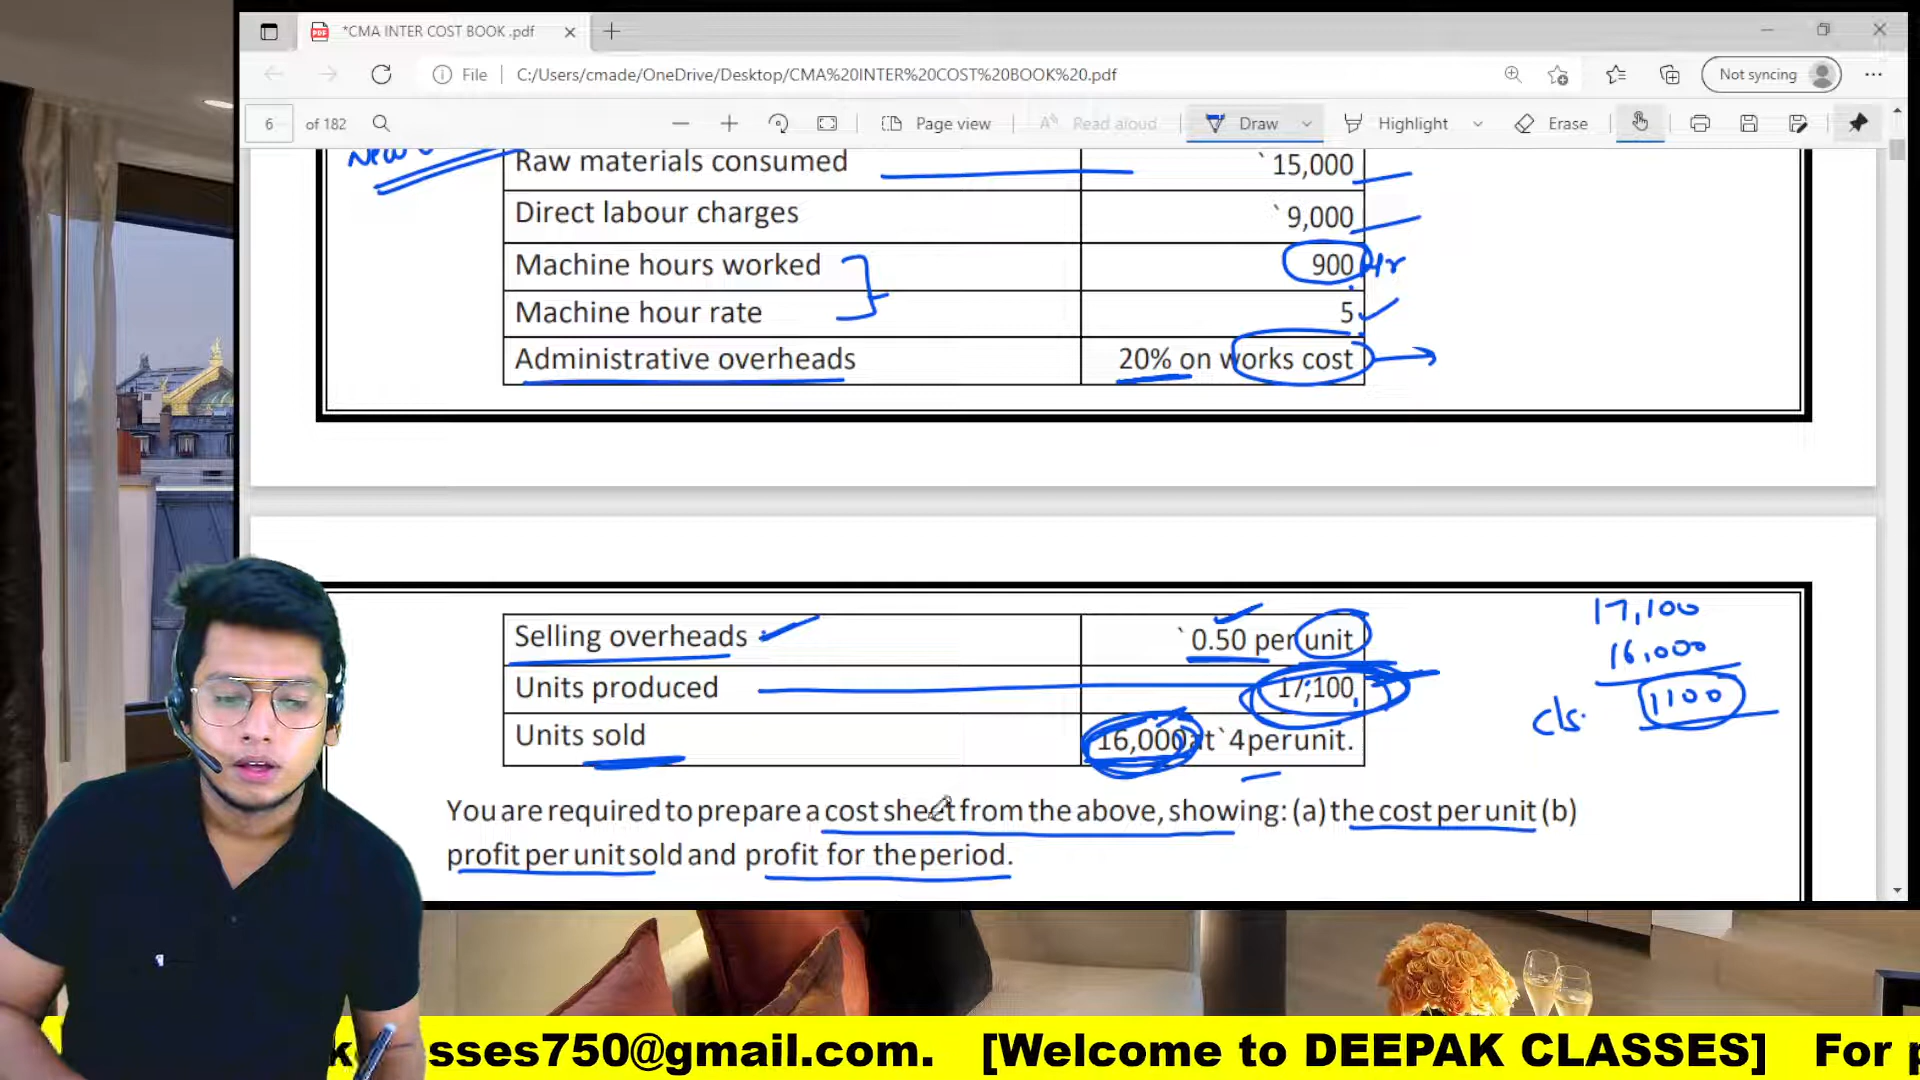 *CMA INTER COST BOOK .pdf
File C:/Users/cmade/OneDrive/Desktop/CMA%20INTER%20COST%20BOOK%20.pdf Not syncing
6 of 182 Page view Read aloud Draw Highlight Erase
Raw materials consumed `15,000
Direct labour charges `9,000
Machine hours worked 900 Hr
Machine hour rate 5
Administrative overheads 20% on works cost
Selling overheads `0.50 per unit
Units produced 17,100
Units sold 16,000 at `4 per unit.
17,100
16,000
cls. 1100
You are required to prepare a cost sheet from the above, showing: (a) the cost per unit (b)
profit per unit sold and profit for the period.
sses750@gmail.com. [Welcome to DEEPAK CLASSES] For